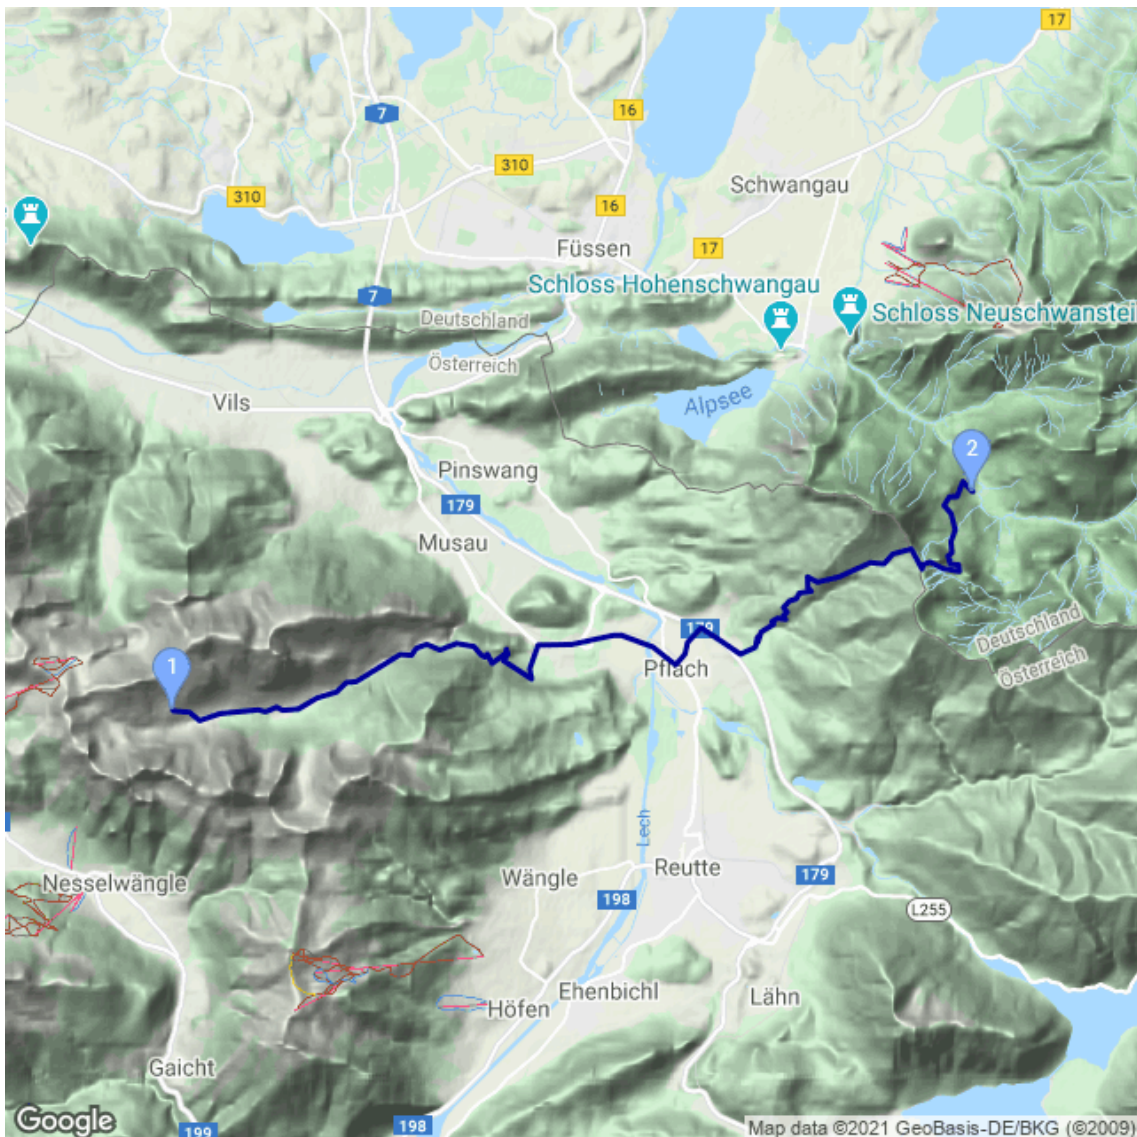 17
7
16
310
310
Schwangau
16
Füssen
17
7
Schloss Hohenschwangau
Schloss Neuschwanstei
Deutschland
Österreich
Vils
Alpsee
2
Pinswang
179
Musau
179
Deutschland
Österreich
1
Pflach
Lech
Reutte
Wängle
179
Nesselwängle
198
L255
Ehenbichl
Lähn
Höfen
Gaicht
198
199
Google
Map data ©2021 GeoBasis-DE/BKG (©2009)